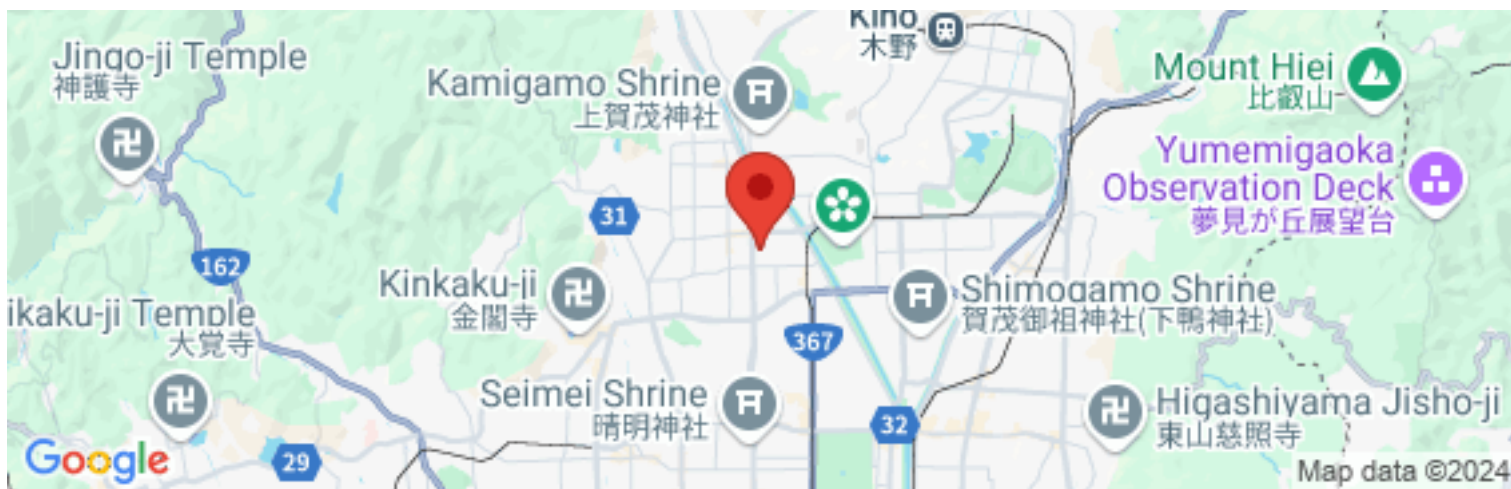 Kino
木野
Jingo-ji Temple
神護寺
Kamigamo Shrine
上賀茂神社
Mount Hiei
比叡山
Yumemigaoka
Observation Deck
夢見が丘展望台
31
162
Kinkaku-ji
金閣寺
Shimogamo Shrine
賀茂御祖神社(下鴨神社)
ikaku-ji Temple
大覚寺
367
Seimei Shrine
晴明神社
Higashiyama Jisho-ji
東山慈照寺
32
29
Google
Map data ©2024